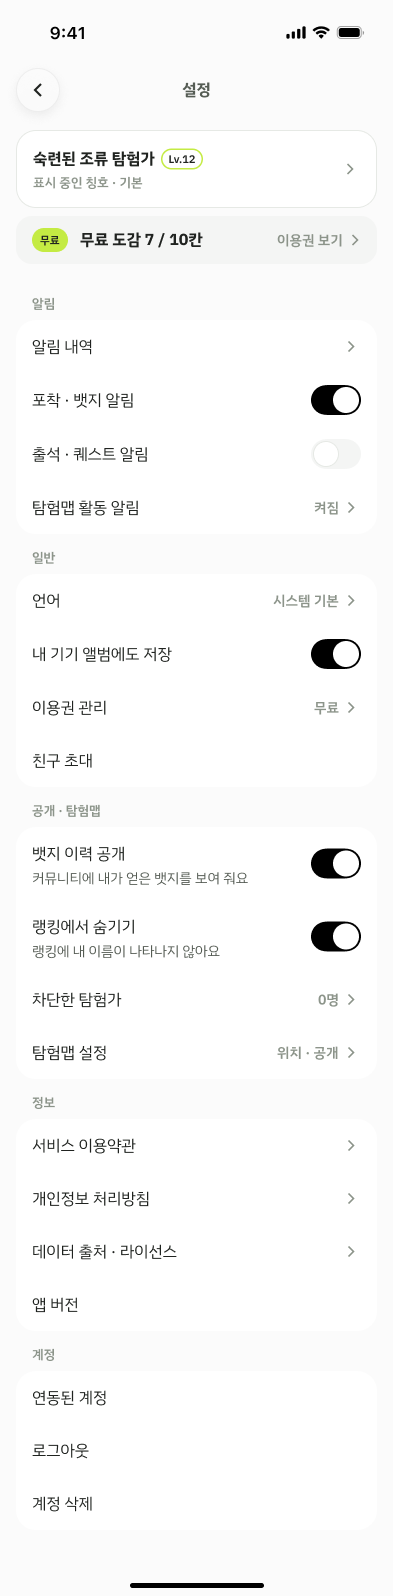 9:41
설정
숙련된 조류 탐험가 Lv.12
표시 중인 칭호 · 기본
무료 무료 도감 7 / 10칸 이용권 보기
알림
알림 내역
포착 · 뱃지 알림
출석 · 퀘스트 알림
탐험맵 활동 알림 켜짐
일반
언어 시스템 기본
내 기기 앨범에도 저장
이용권 관리 무료
친구 초대
공개 · 탐험맵
뱃지 이력 공개
커뮤니티에 내가 얻은 뱃지를 보여 줘요
랭킹에서 숨기기
랭킹에 내 이름이 나타나지 않아요
차단한 탐험가 0명
탐험맵 설정 위치 · 공개
정보
서비스 이용약관
개인정보 처리방침
데이터 출처 · 라이선스
앱 버전
계정
연동된 계정
로그아웃
계정 삭제